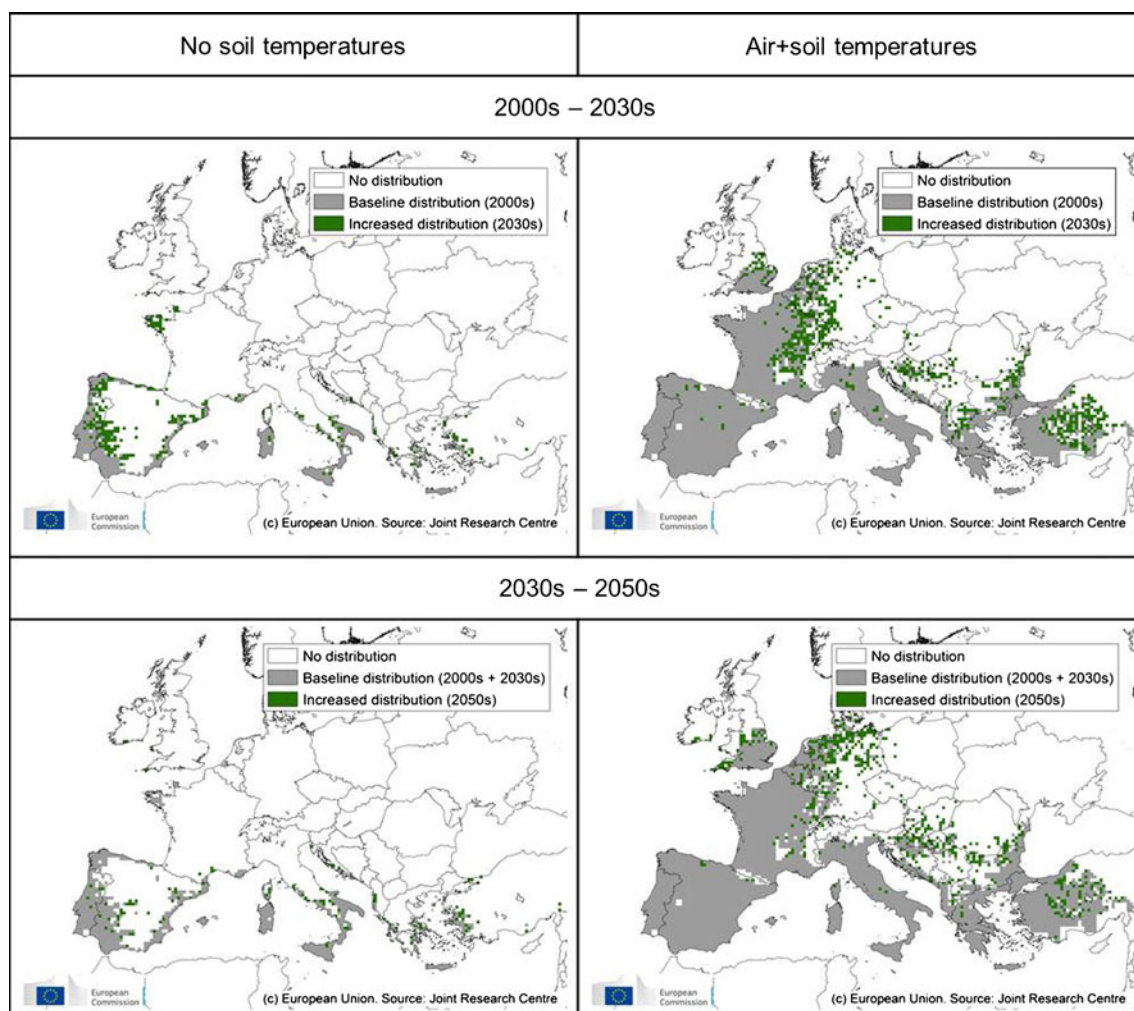 No soil temperatures
Air+soil temperatures
2000s – 2030s
No distribution
Baseline distribution (2000s)
Increased distribution (2030s)
European
Commission
(c) European Union. Source: Joint Research Centre
No distribution
Baseline distribution (2000s)
Increased distribution (2030s)
European
Commission
(c) European Union. Source: Joint Research Centre
2030s – 2050s
No distribution
Baseline distribution (2000s + 2030s)
Increased distribution (2050s)
European
Commission
(c) European Union. Source: Joint Research Centre
No distribution
Baseline distribution (2000s + 2030s)
Increased distribution (2050s)
European
Commission
(c) European Union. Source: Joint Research Centre